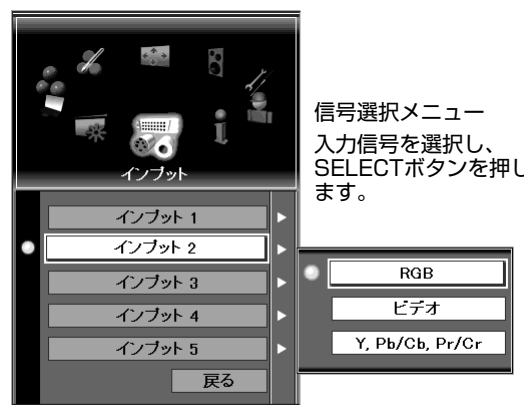 信号選択メニュー
入力信号を選択し、
SELECTボタンを押し
ます。
インプット
インプット 1
インプット 2
インプット 3
インプット 4
インプット 5
戻る
RGB
ビデオ
Y, Pb/Cb, Pr/Cr